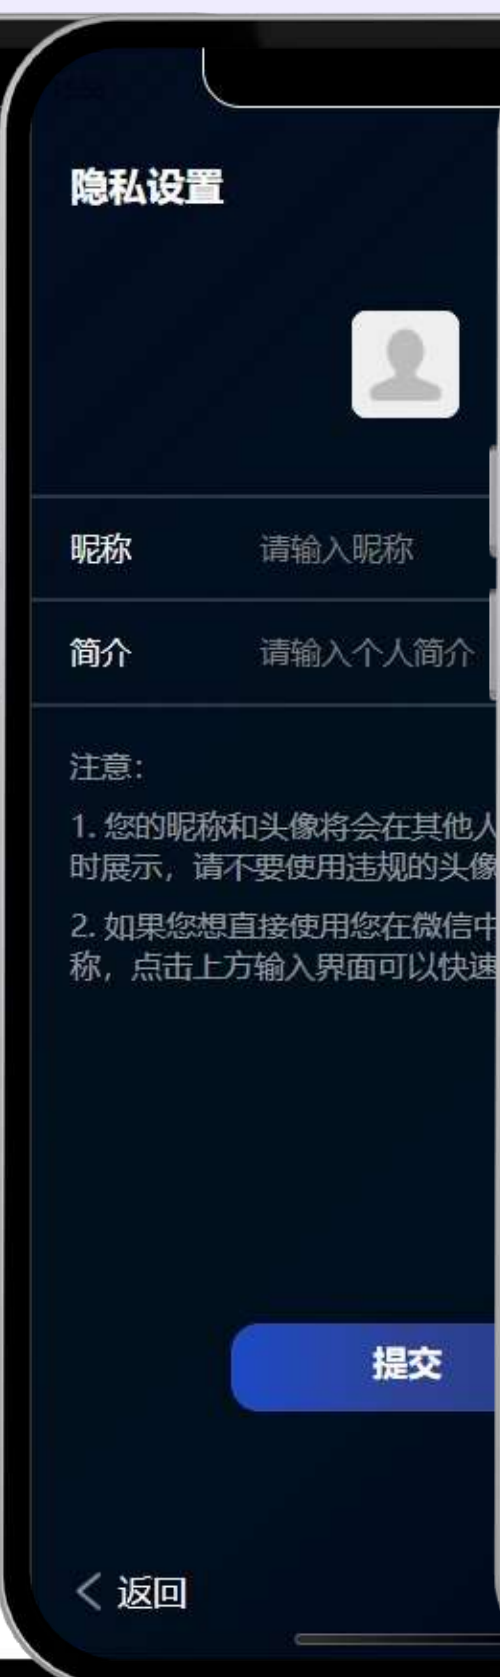 隐私设置
昵称 请输入昵称
简介 请输入个人简介
注意：
1. 您的昵称和头像将会在其他人
时展示，请不要使用违规的头像
2. 如果您想直接使用您在微信中
称，点击上方输入界面可以快速
提交
返回